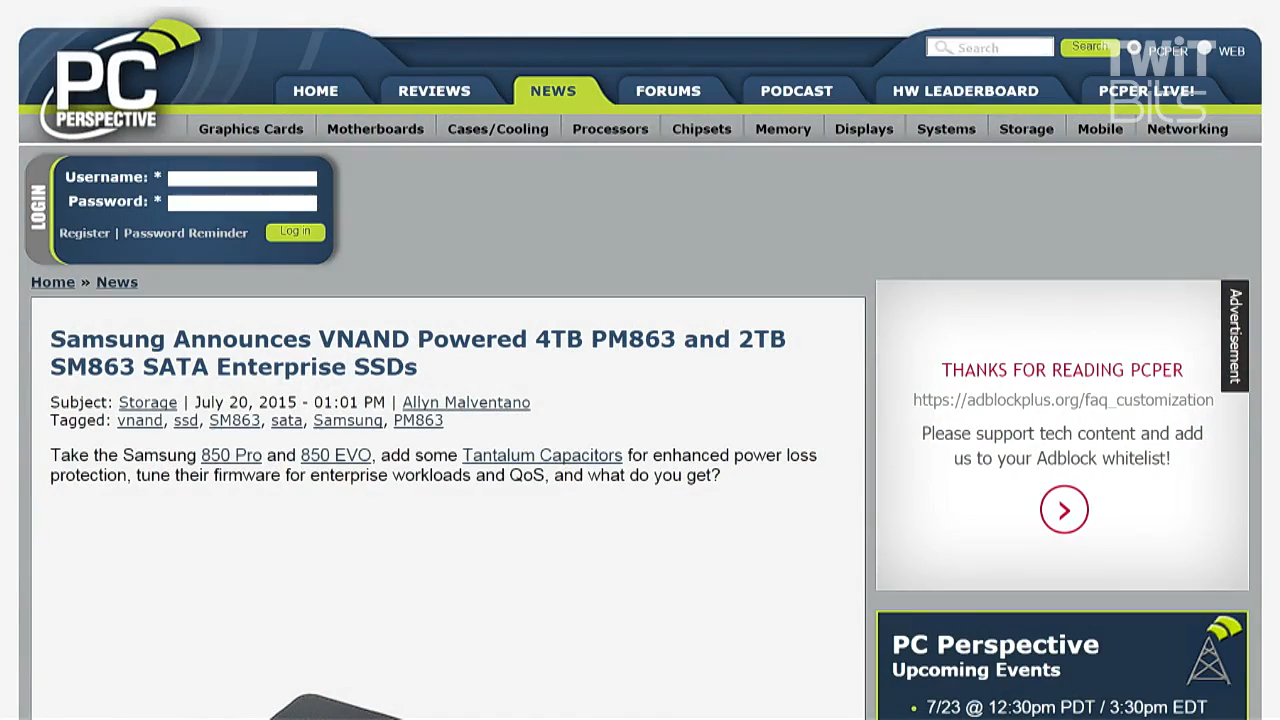 PC
PERSPECTIVE
Search
Search
PCPER
WEB
TWiT
BiTS
HOME
REVIEWS
NEWS
FORUMS
PODCAST
HW LEADERBOARD
PCPER LIVE!
Graphics Cards
Motherboards
Cases/Cooling
Processors
Chipsets
Memory
Displays
Systems
Storage
Mobile
Networking
LOGIN
Username: *
Password: *
Register | Password Reminder
Log in
Home » News
Samsung Announces VNAND Powered 4TB PM863 and 2TB
SM863 SATA Enterprise SSDs
Subject: Storage | July 20, 2015 - 01:01 PM | Allyn Malventano
Tagged: vnand, ssd, SM863, sata, Samsung, PM863
Take the Samsung 850 Pro and 850 EVO, add some Tantalum Capacitors for enhanced power loss
protection, tune their firmware for enterprise workloads and QoS, and what do you get?
Advertisement
THANKS FOR READING PCPER
https://adblockplus.org/faq_customization
Please support tech content and add
us to your Adblock whitelist!
PC Perspective
Upcoming Events
• 7/23 @ 12:30pm PDT / 3:30pm EDT